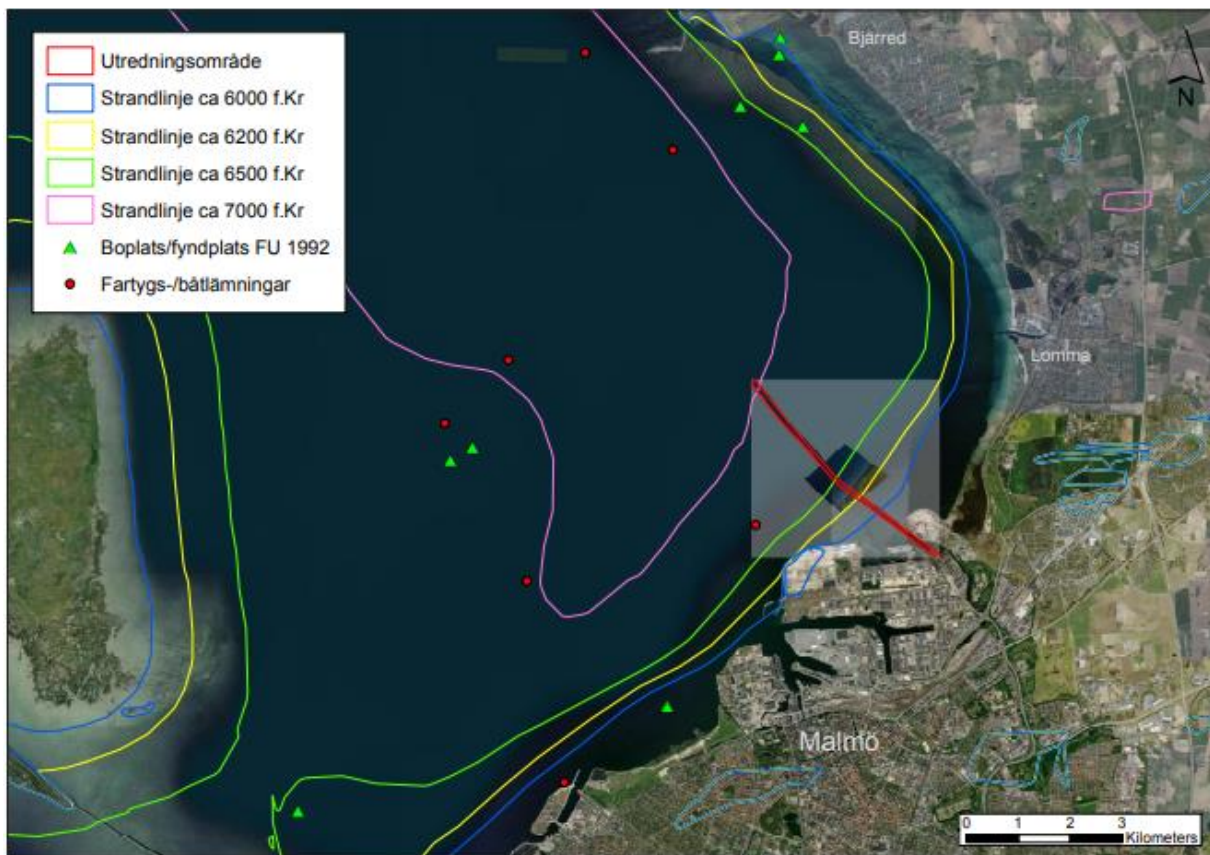 Utredningsområde
Strandlinje ca 6000 f.Kr
Strandlinje ca 6200 f.Kr
Strandlinje ca 6500 f.Kr
Strandlinje ca 7000 f.Kr
Boplats/fyndplats FU 1992
Fartygs-/båtlämningar
Bjärred
N
Lomma
Malmö
0 1 2 3
Kilometers